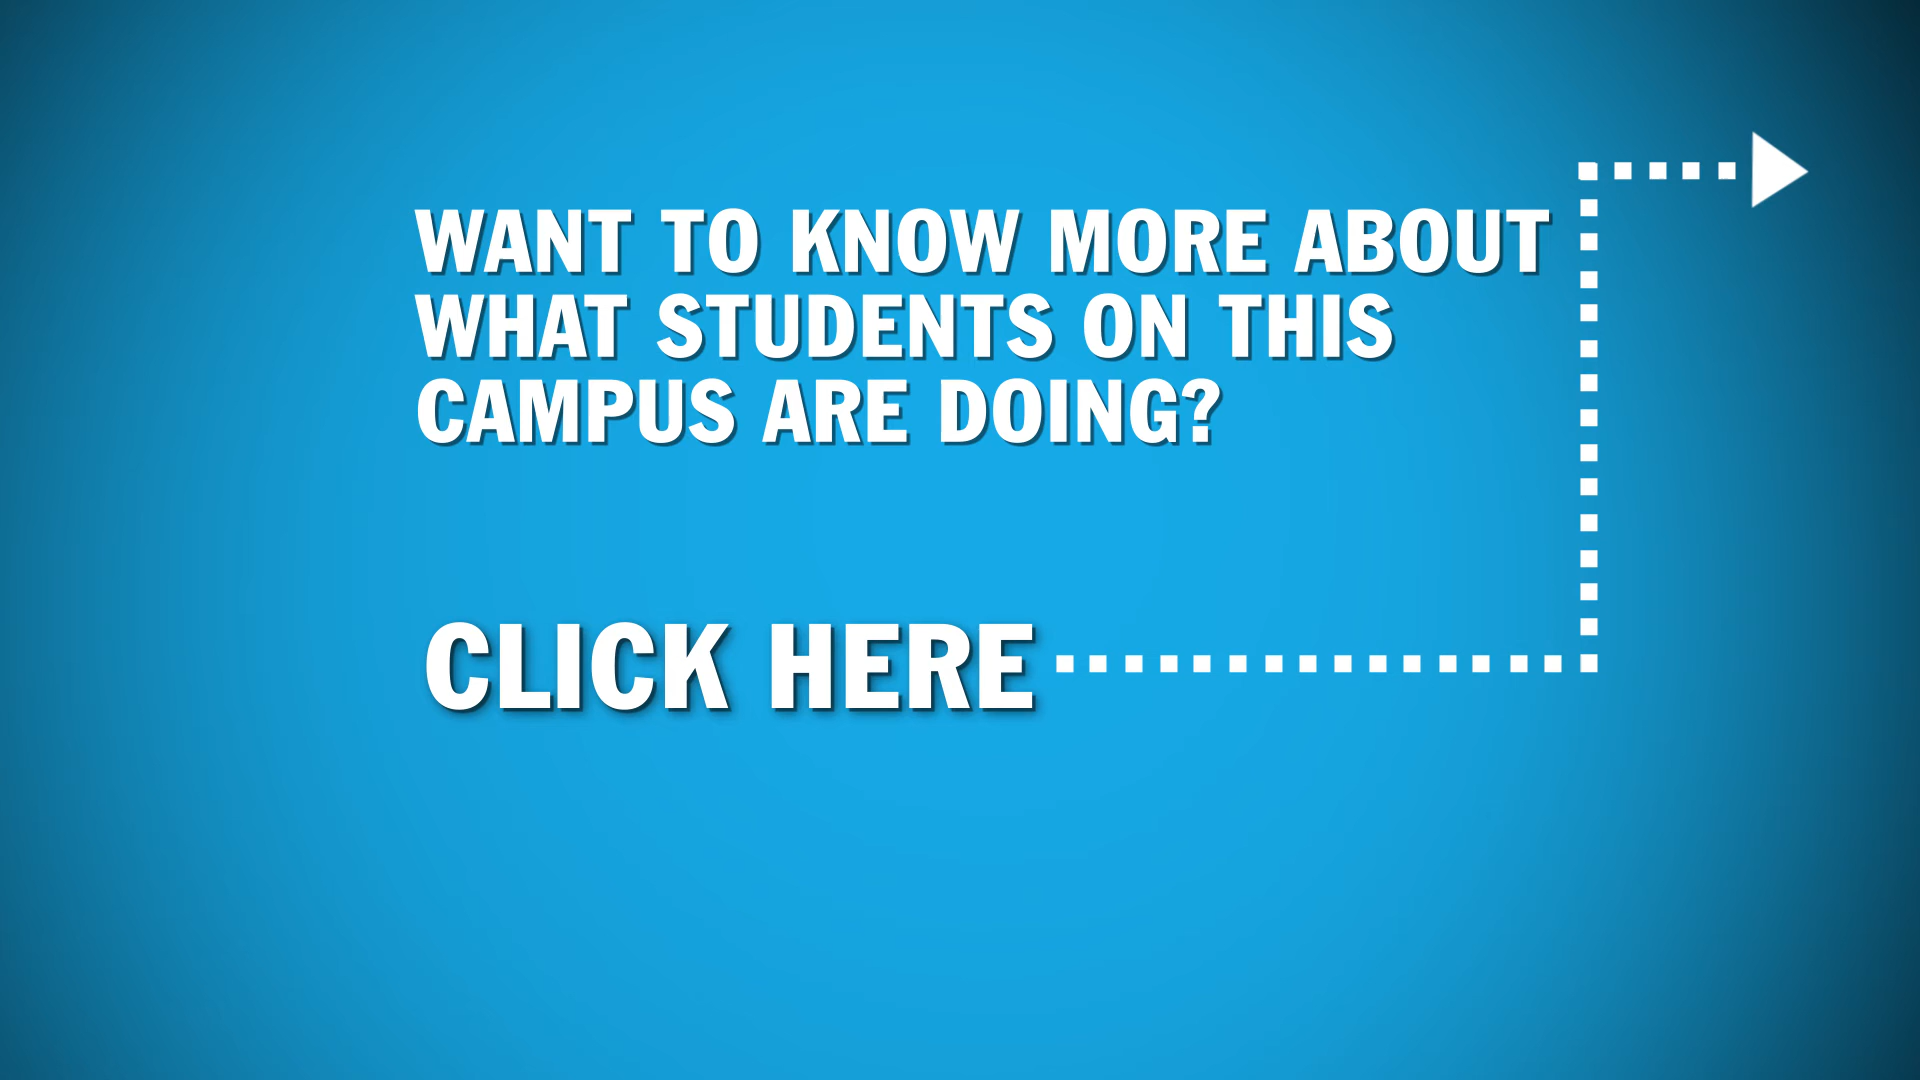 WANT TO KNOW MORE ABOUT
WHAT STUDENTS ON THIS
CAMPUS ARE DOING?
CLICK HERE